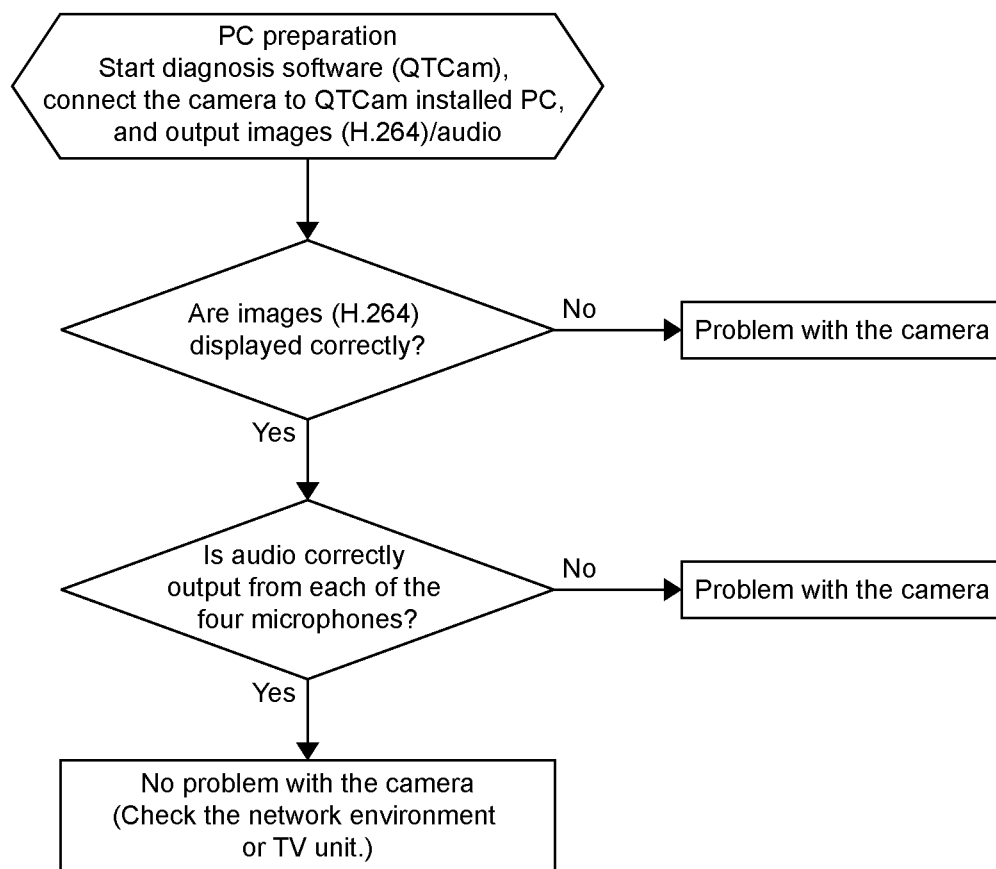 PC preparation
Start diagnosis software (QTCam),
connect the camera to QTCam installed PC,
and output images (H.264)/audio
Are images (H.264)
displayed correctly?
No
Problem with the camera
Yes
Is audio correctly
output from each of the
four microphones?
No
Problem with the camera
Yes
No problem with the camera
(Check the network environment
or TV unit.)